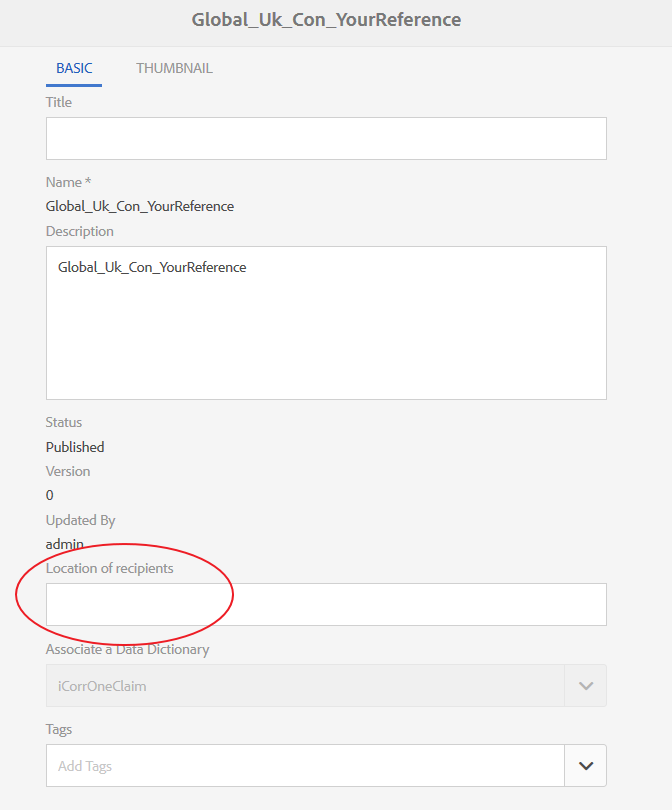 Global_Uk_Con_YourReference
BASIC THUMBNAIL
Title
Name *
Global_Uk_Con_YourReference
Description
Global_Uk_Con_YourReference
Status
Published
Version
0
Updated By
admin
Location of recipients
Associate a Data Dictionary
iCorrOneClaim
Tags
Add Tags